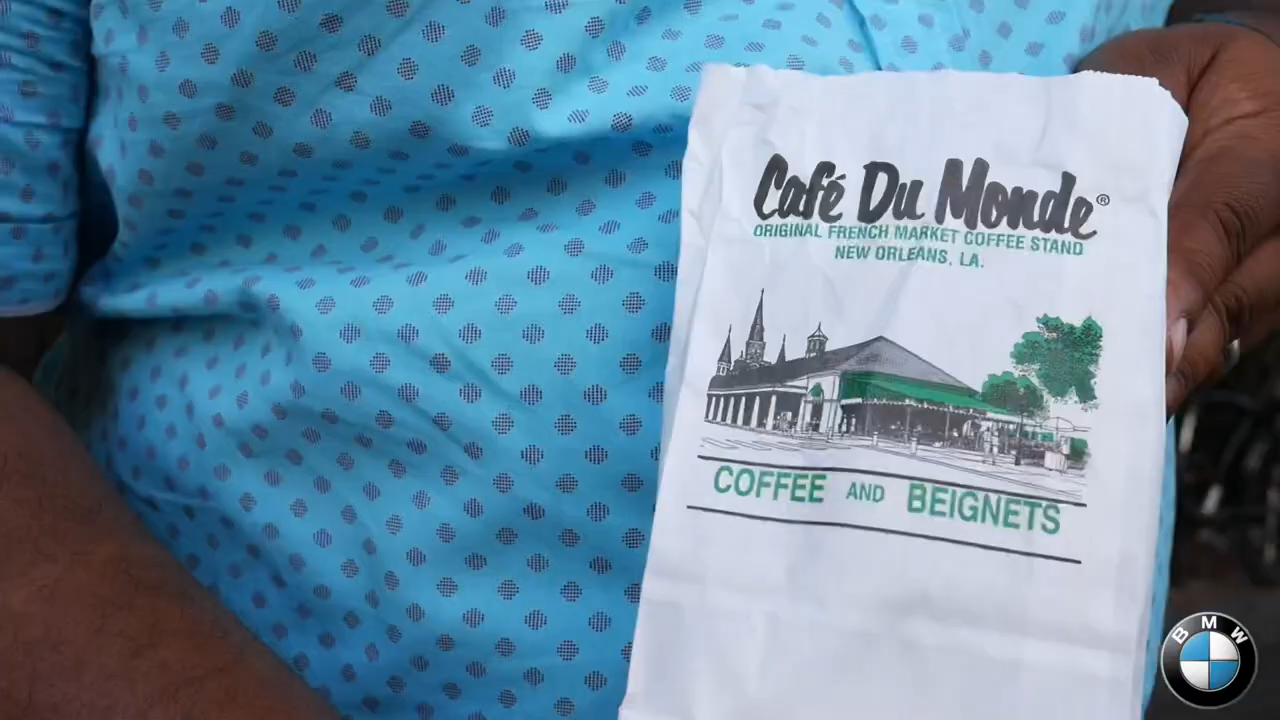 Café Du Monde®
ORIGINAL FRENCH MARKET COFFEE STAND
NEW ORLEANS, LA.
COFFEE AND BEIGNETS
BMW